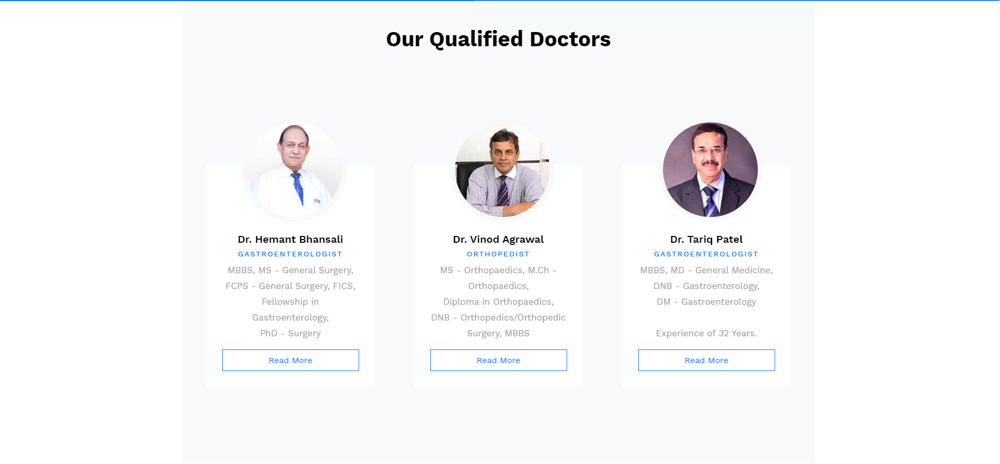 Our Qualified Doctors
Dr. Hemant Bhansali
GASTROENTEROLOGIST
MBBS, MS - General Surgery,
FCPS - General Surgery, FICS,
Fellowship in
Gastroenterology,
PhD - Surgery
Read More
Dr. Vinod Agrawal
ORTHOPEDIST
MS - Orthopaedics, M.Ch -
Orthopaedics,
Diploma in Orthopaedics,
DNB - Orthopedics/Orthopedic
Surgery, MBBS
Read More
Dr. Tariq Patel
GASTROENTEROLOGIST
MBBS, MD - General Medicine,
DNB - Gastroenterology,
DM - Gastroenterology
Experience of 32 Years.
Read More